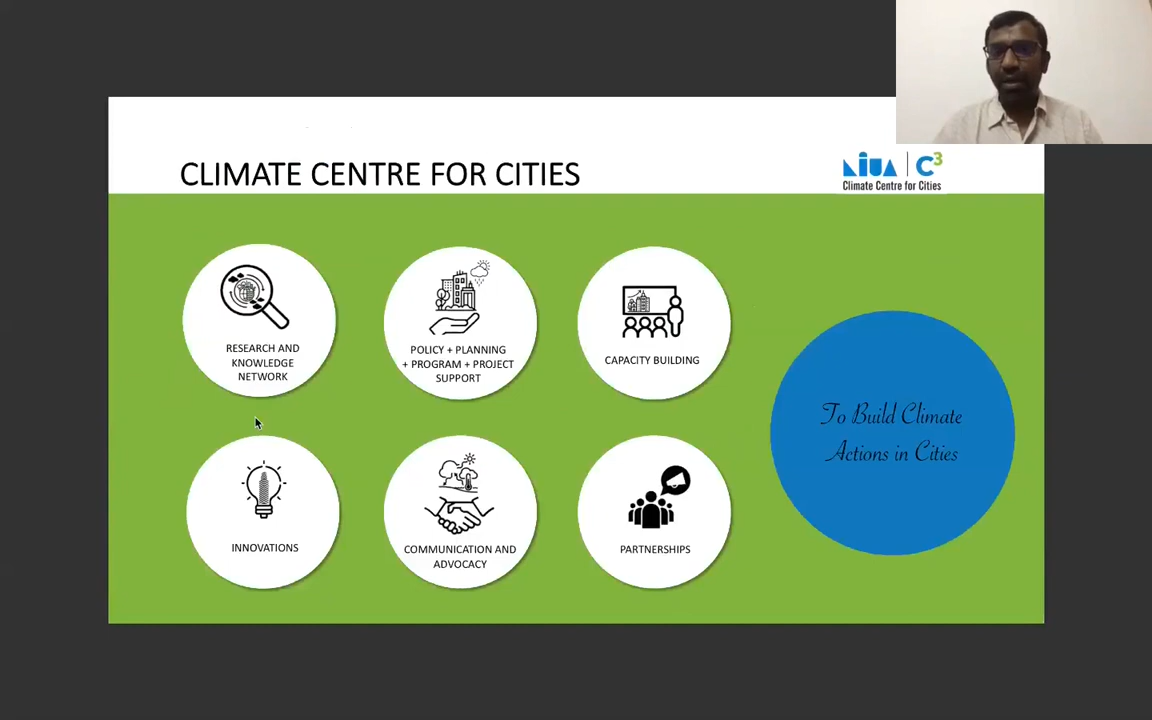 CLIMATE CENTRE FOR CITIES
NIUA | C3
Climate Centre for Cities
RESEARCH AND
KNOWLEDGE
NETWORK
POLICY + PLANNING
+ PROGRAM + PROJECT
SUPPORT
CAPACITY BUILDING
INNOVATIONS
COMMUNICATION AND
ADVOCACY
PARTNERSHIPS
To Build Climate
Actions in Cities